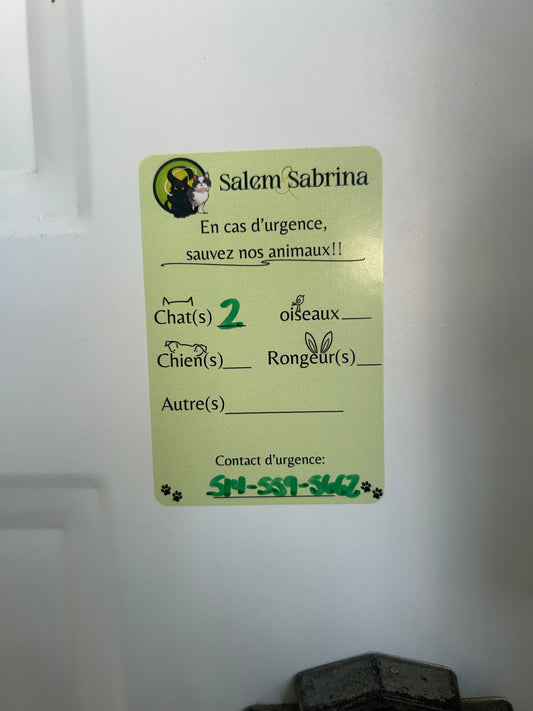 Salem & Sabrina
En cas d'urgence,
sauvez nos animaux!!
Chat(s) 2 oiseaux
Chien(s) Rongeur(s)
Autre(s)
Contact d'urgence:
514-559-5662